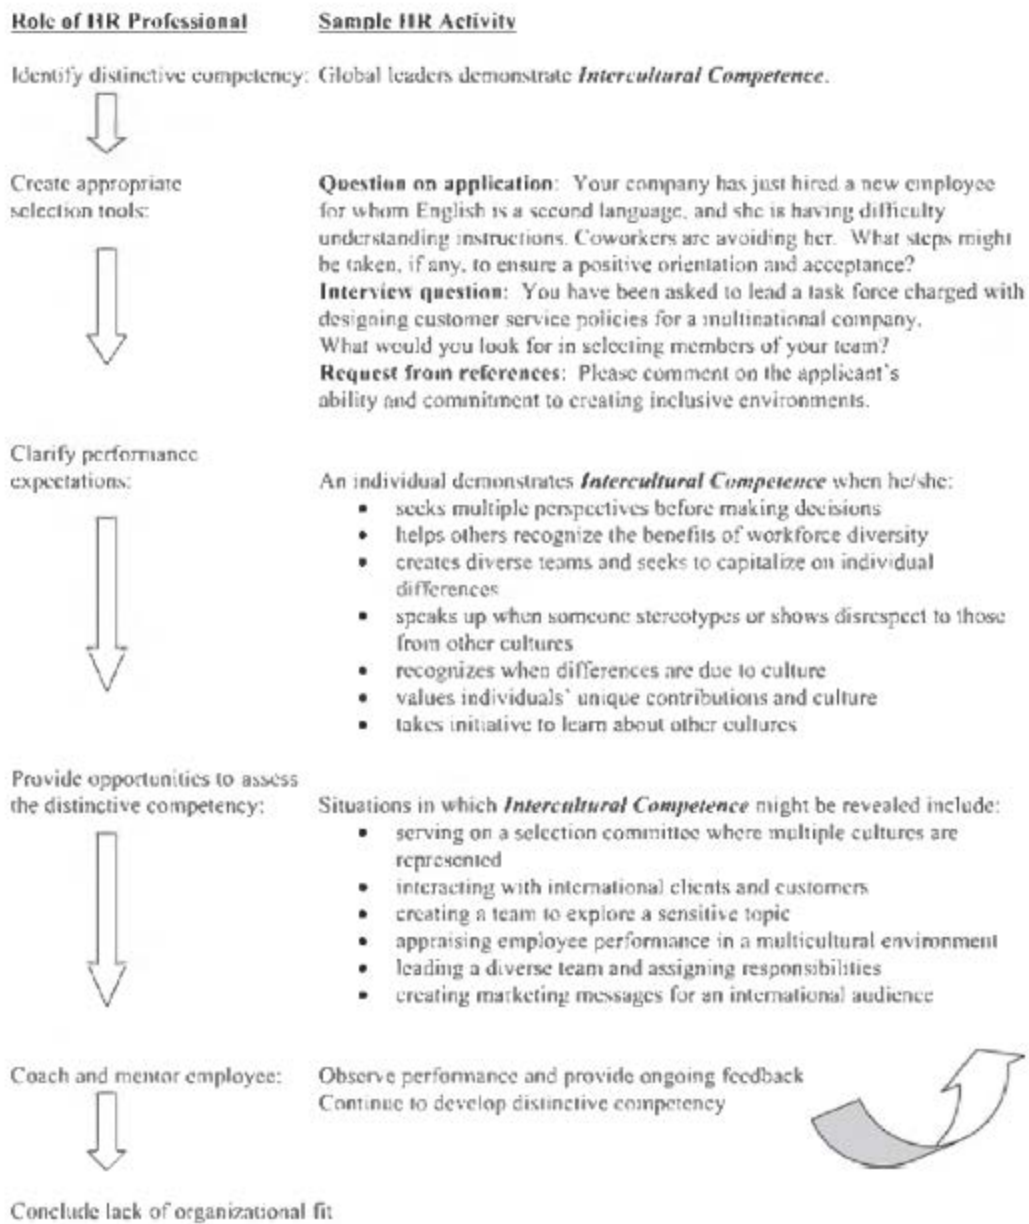 Role of HR Professional Sample HR Activity
Identify distinctive competency: Global leaders demonstrate Intercultural Competence.
Create appropriate
selection tools:
Question on application: Your company has just hired a new employee
for whom English is a second language, and she is having difficulty
understanding instructions. Coworkers are avoiding her. What steps might
be taken, if any, to ensure a positive orientation and acceptance?
Interview question: You have been asked to lead a task force charged with
designing customer service policies for a multinational company.
What would you look for in selecting members of your team?
Request from references: Please comment on the applicant's
ability and commitment to creating inclusive environments.
Clarify performance
expectations:
An individual demonstrates Intercultural Competence when he/she:
• seeks multiple perspectives before making decisions
• helps others recognize the benefits of workforce diversity
• creates diverse teams and seeks to capitalize on individual
differences
• speaks up when someone stereotypes or shows disrespect to those
from other cultures
• recognizes when differences are due to culture
• values individuals' unique contributions and culture
• takes initiative to learn about other cultures
Provide opportunities to assess
the distinctive competency:
Situations in which Intercultural Competence might be revealed include:
• serving on a selection committee where multiple cultures are
represented
• interacting with international clients and customers
• creating a team to explore a sensitive topic
• appraising employee performance in a multicultural environment
• leading a diverse team and assigning responsibilities
• creating marketing messages for an international audience
Coach and mentor employee:
Observe performance and provide ongoing feedback
Continue to develop distinctive competency
Conclude lack of organizational fit